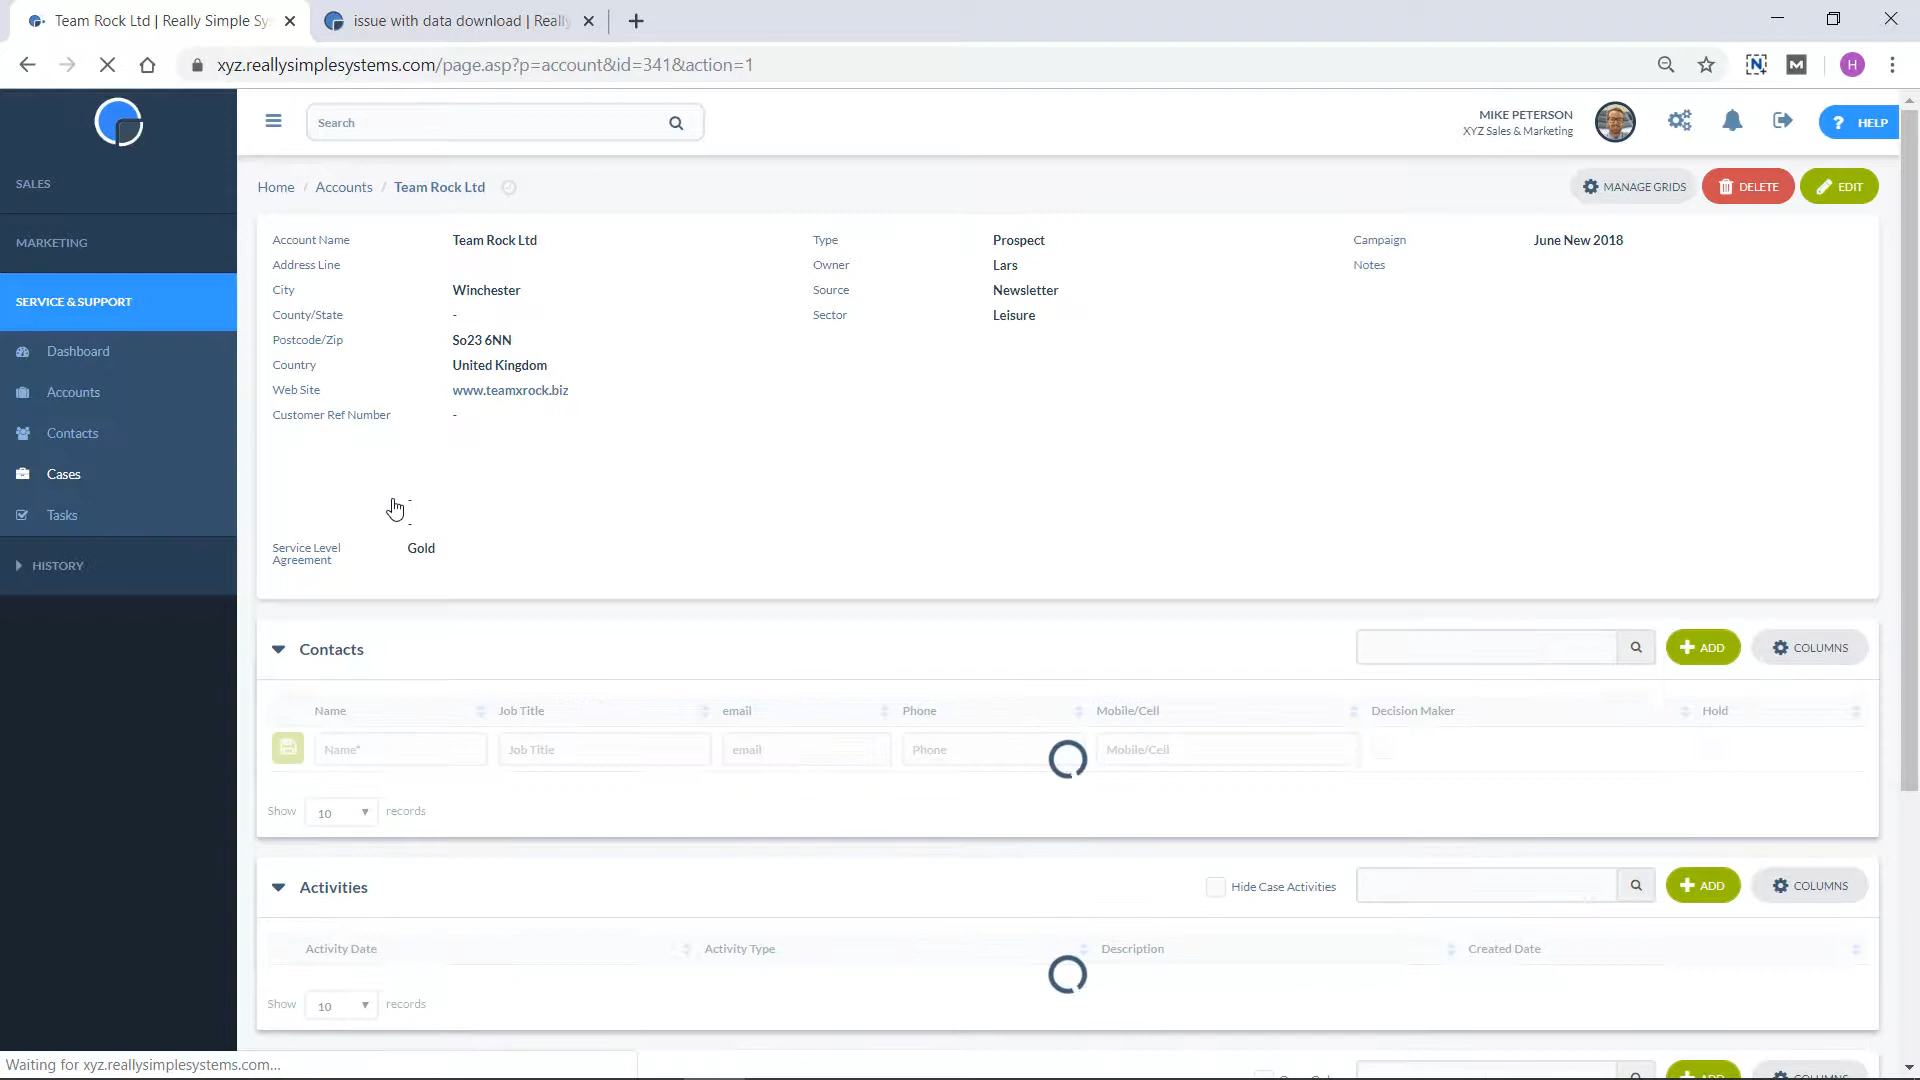 Team Rock Ltd | Really Simple Sy
issue with data download | Really
xyz.reallysimplesystems.com/page.asp?p=account&id=341&action=1
H
Search
MIKE PETERSON
XYZ Sales & Marketing
? HELP
SALES
MARKETING
SERVICE & SUPPORT
Dashboard
Accounts
Contacts
Cases
Tasks
HISTORY
Home / Accounts / Team Rock Ltd
MANAGE GRIDS
DELETE
EDIT
Account Name Team Rock Ltd
Address Line
City Winchester
County/State -
Postcode/Zip So23 6NN
Country United Kingdom
Web Site www.teamxrock.biz
Customer Ref Number -
-
-
Service Level Agreement Gold
Type Prospect
Owner Lars
Source Newsletter
Sector Leisure
Campaign June New 2018
Notes
Contacts
ADD
COLUMNS
Name Job Title email Phone Mobile/Cell Decision Maker Hold
Name* Job Title email Phone Mobile/Cell
Show 10 records
Activities
Hide Case Activities
ADD
COLUMNS
Activity Date Activity Type Description Created Date
Show 10 records
ADD
COLUMNS
Waiting for xyz.reallysimplesystems.com...